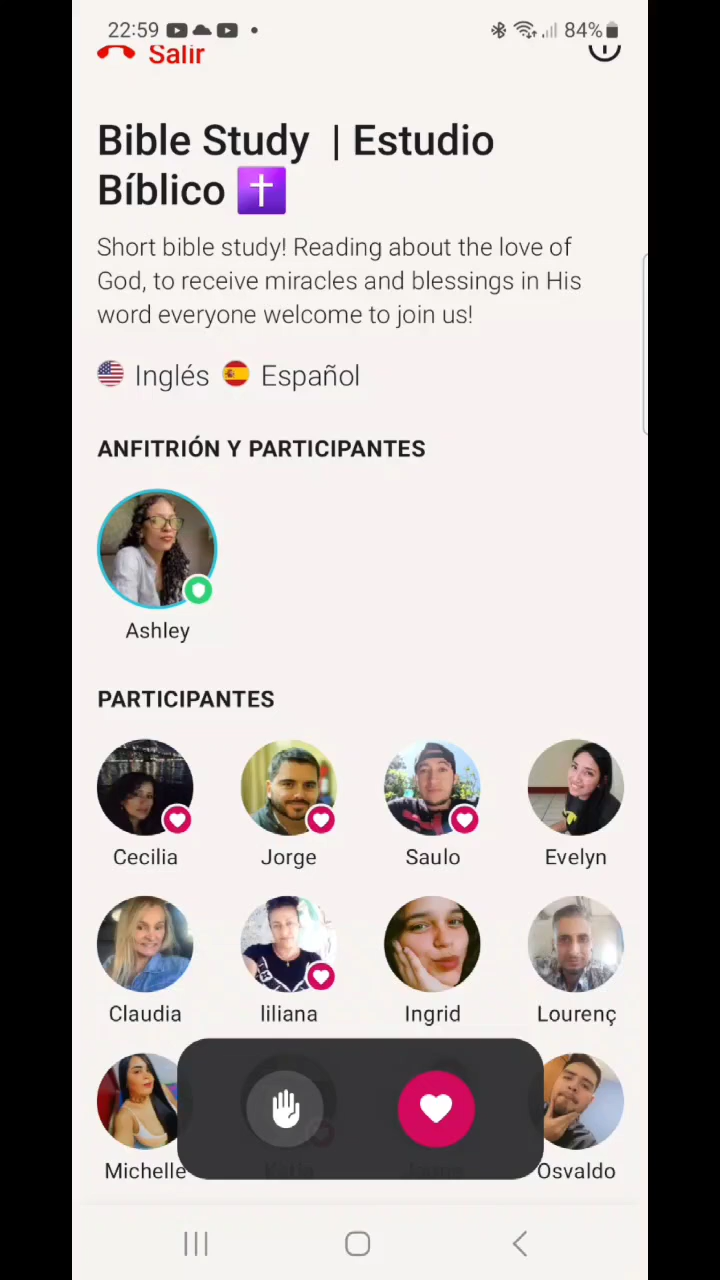 22:59
84%
Salir
Bible Study | Estudio
Bíblico
Short bible study! Reading about the love of
God, to receive miracles and blessings in His
word everyone welcome to join us!
Inglés Español
ANFITRIÓN Y PARTICIPANTES
Ashley
PARTICIPANTES
Cecilia Jorge Saulo Evelyn
Claudia liliana Ingrid Lourenç
Michelle Osvaldo